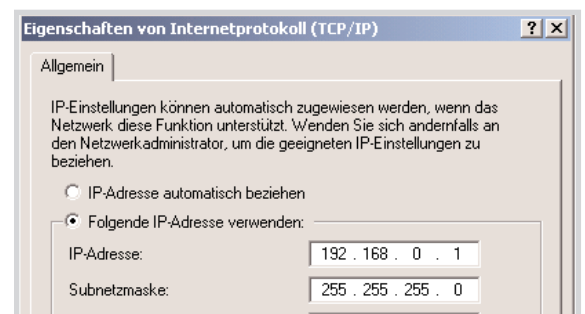 Eigenschaften von Internetprotokoll (TCP/IP)
Allgemein
IP-Einstellungen können automatisch zugewiesen werden, wenn das
Netzwerk diese Funktion unterstützt. Wenden Sie sich andernfalls an
den Netzwerkadministrator, um die geeigneten IP-Einstellungen zu
beziehen.
IP-Adresse automatisch beziehen
Folgende IP-Adresse verwenden:
IP-Adresse: 192 . 168 . 0 . 1
Subnetzmaske: 255 . 255 . 255 . 0